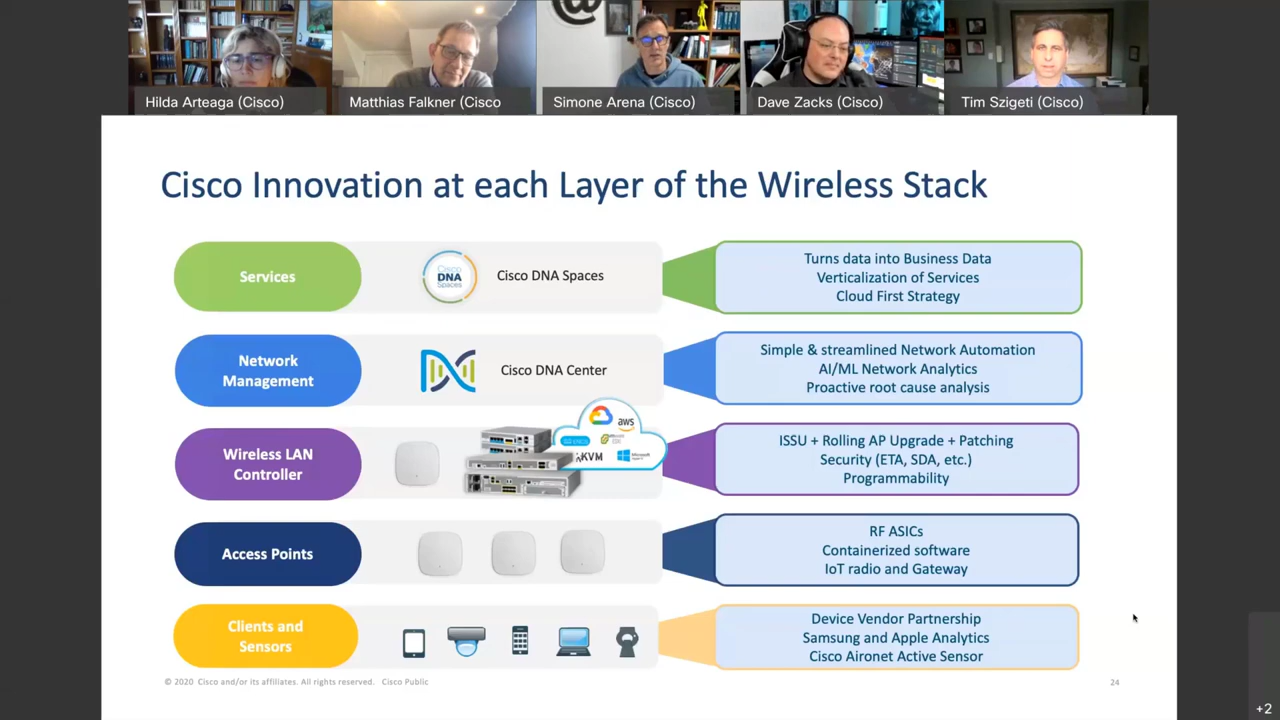 Hilda Arteaga (Cisco)
Matthias Falkner (Cisco
Simone Arena (Cisco)
Dave Zacks (Cisco)
Tim Szigeti (Cisco)
Cisco Innovation at each Layer of the Wireless Stack
Services
Cisco
DNA
Spaces
Cisco DNA Spaces
Turns data into Business Data
Verticalization of Services
Cloud First Strategy
Network
Management
Cisco DNA Center
Simple & streamlined Network Automation
AI/ML Network Analytics
Proactive root cause analysis
Wireless LAN
Controller
aws
KVM
Microsoft
ISSU + Rolling AP Upgrade + Patching
Security (ETA, SDA, etc.)
Programmability
Access Points
RF ASICs
Containerized software
IoT radio and Gateway
Clients and
Sensors
Device Vendor Partnership
Samsung and Apple Analytics
Cisco Aironet Active Sensor
© 2020 Cisco and/or its affiliates. All rights reserved. Cisco Public
24
+2